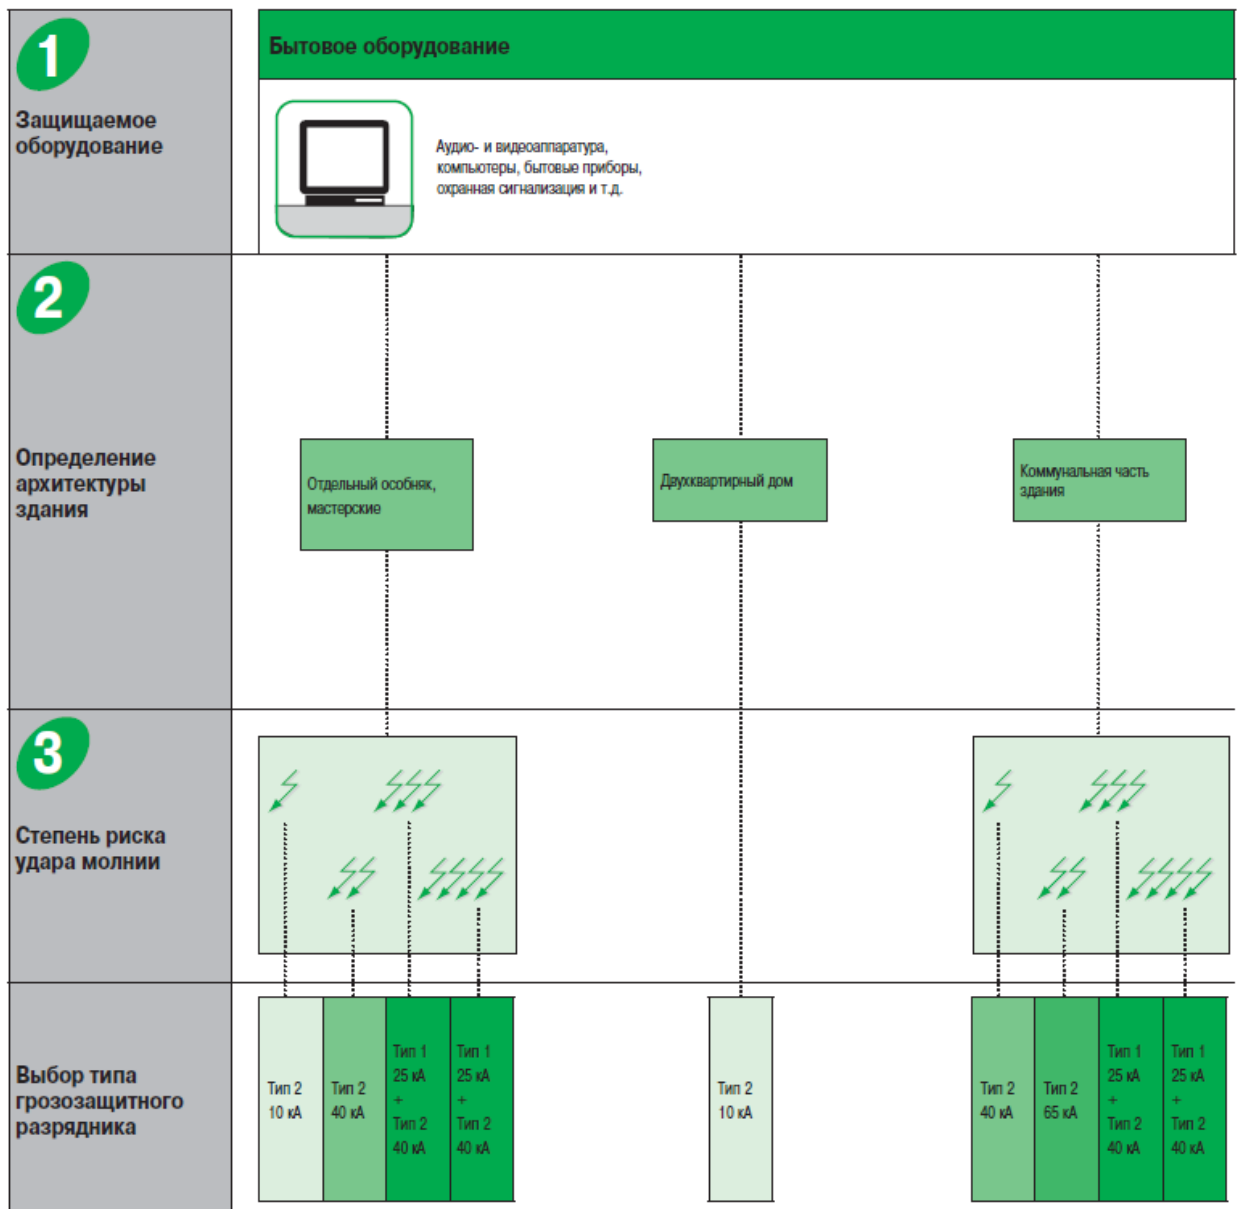 1
Защищаемое
оборудование
Бытовое оборудование
Аудио- и видеоаппаратура,
компьютеры, бытовые приборы,
охранная сигнализация и т.д.
2
Определение
архитектуры
здания
Отдельный особняк,
мастерские
Двухквартирный дом
Коммунальная часть
здания
3
Степень риска
удара молнии
Выбор типа
грозозащитного
разрядника
Тип 2
10 кА
Тип 2
40 кА
Тип 1
25 кА
+
Тип 2
40 кА
Тип 1
25 кА
+
Тип 2
40 кА
Тип 2
10 кА
Тип 2
40 кА
Тип 2
65 кА
Тип 1
25 кА
+
Тип 2
40 кА
Тип 1
25 кА
+
Тип 2
40 кА